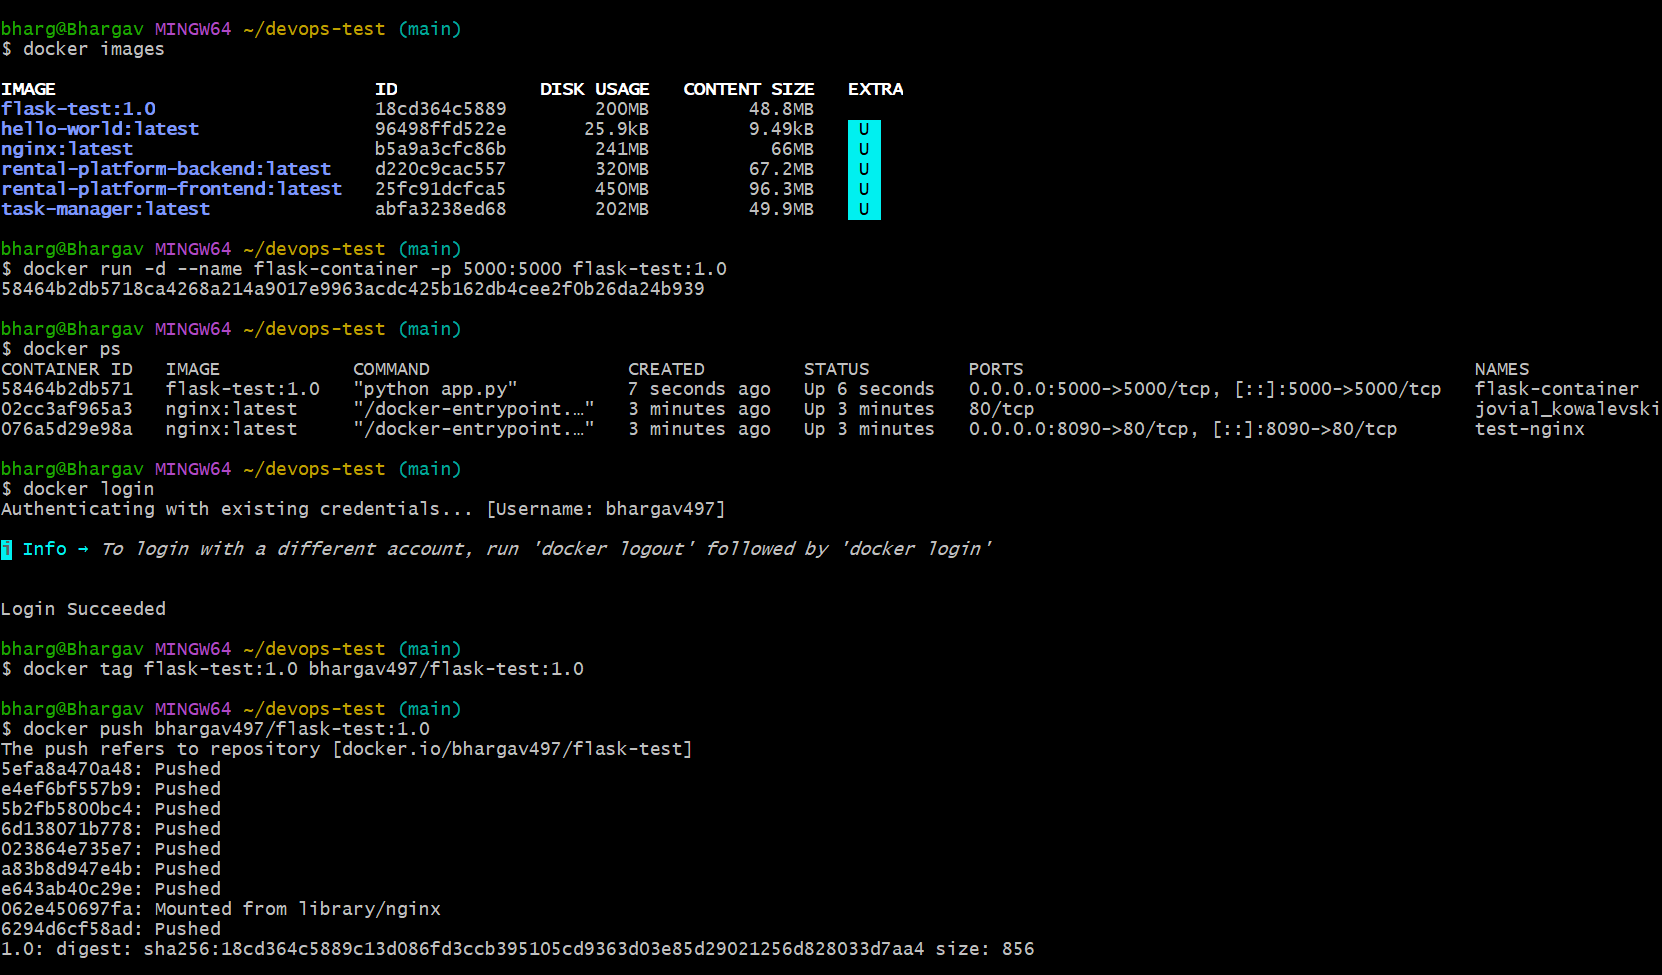 bharg@Bhargav MINGW64 ~/devops-test (main)
$ docker images
IMAGE ID DISK USAGE CONTENT SIZE EXTRA
flask-test:1.0 18cd364c5889 200MB 48.8MB
hello-world:latest 96498ffd522e 25.9kB 9.49kB U
nginx:latest b5a9a3cfc86b 241MB 66MB U
rental-platform-backend:latest d220c9cac557 320MB 67.2MB U
rental-platform-frontend:latest 25fc91dcfca5 450MB 96.3MB U
task-manager:latest abfa3238ed68 202MB 49.9MB U
bharg@Bhargav MINGW64 ~/devops-test (main)
$ docker run -d --name flask-container -p 5000:5000 flask-test:1.0
58464b2db5718ca4268a214a9017e9963acdc425b162db4cee2f0b26da24b939
bharg@Bhargav MINGW64 ~/devops-test (main)
$ docker ps
CONTAINER ID IMAGE COMMAND CREATED STATUS PORTS NAMES
58464b2db571 flask-test:1.0 "python app.py" 7 seconds ago Up 6 seconds 0.0.0.0:5000->5000/tcp, [::]:5000->5000/tcp flask-container
02cc3af965a3 nginx:latest "/docker-entrypoint.…" 3 minutes ago Up 3 minutes 80/tcp jovial_kowalevski
076a5d29e98a nginx:latest "/docker-entrypoint.…" 3 minutes ago Up 3 minutes 0.0.0.0:8090->80/tcp, [::]:8090->80/tcp test-nginx
bharg@Bhargav MINGW64 ~/devops-test (main)
$ docker login
Authenticating with existing credentials... [Username: bhargav497]
i Info → To login with a different account, run 'docker logout' followed by 'docker login'
Login Succeeded
bharg@Bhargav MINGW64 ~/devops-test (main)
$ docker tag flask-test:1.0 bhargav497/flask-test:1.0
bharg@Bhargav MINGW64 ~/devops-test (main)
$ docker push bhargav497/flask-test:1.0
The push refers to repository [docker.io/bhargav497/flask-test]
5efa8a470a48: Pushed
e4ef6bf557b9: Pushed
5b2fb5800bc4: Pushed
6d138071b778: Pushed
023864e735e7: Pushed
a83b8d947e4b: Pushed
e643ab40c29e: Pushed
062e450697fa: Mounted from library/nginx
6294d6cf58ad: Pushed
1.0: digest: sha256:18cd364c5889c13d086fd3ccb395105cd9363d03e85d29021256d828033d7aa4 size: 856